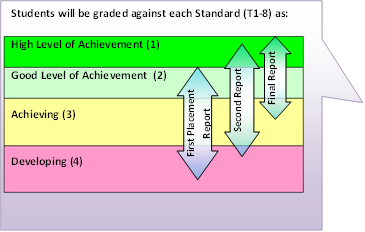 Students will be graded against each Standard (T1-8) as:
High Level of Achievement (1)
Good Level of Achievement (2)
Achieving (3)
Developing (4)
First Placement
Report
Second Report
Final Report